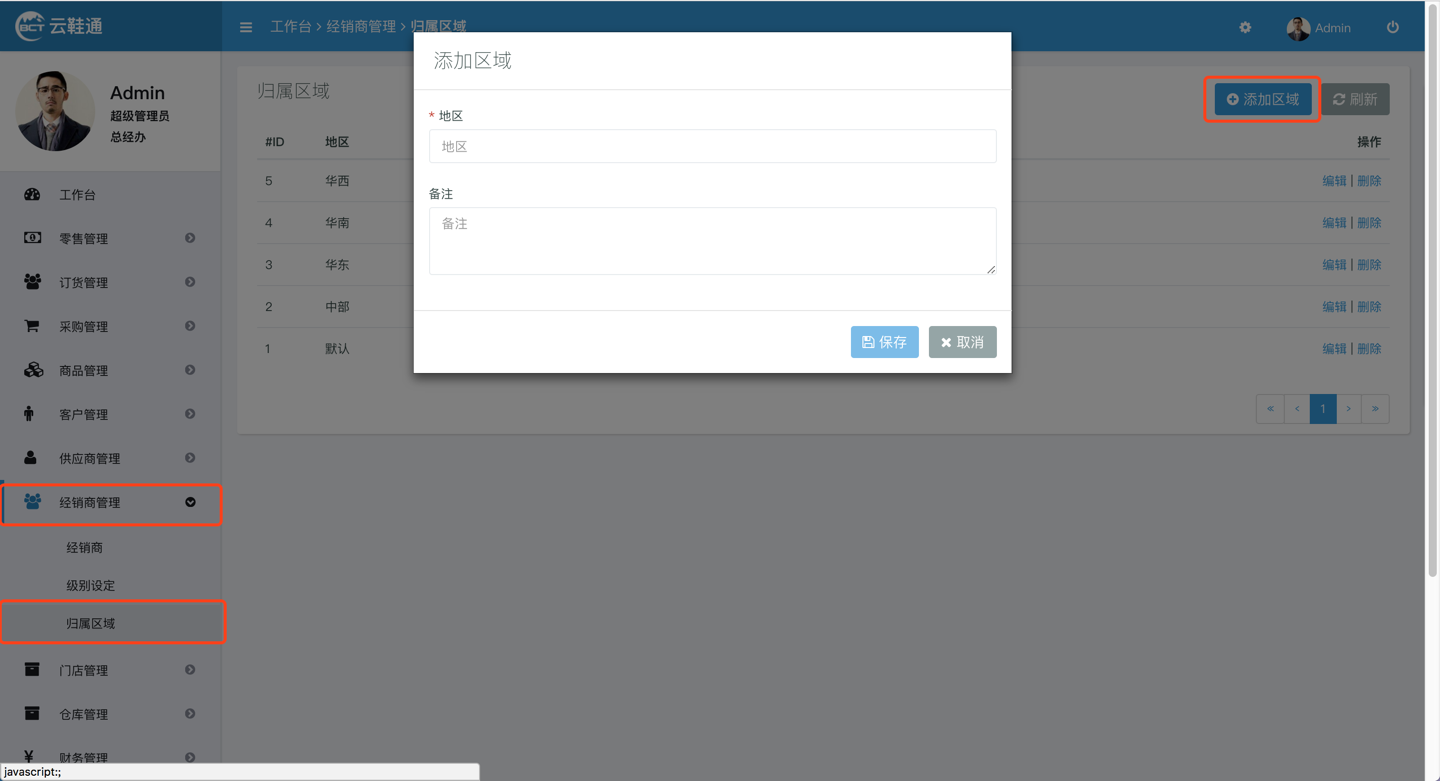 BCT 云鞋通
工作台 › 经销商管理 › 归属区域
Admin
Admin
超级管理员
总经办
工作台
零售管理
订货管理
采购管理
商品管理
客户管理
供应商管理
经销商管理
经销商
级别设定
归属区域
门店管理
仓库管理
¥ 财务管理
javascript:;
归属区域
添加区域 刷新
#ID 地区 操作
5 华西 编辑 | 删除
4 华南 编辑 | 删除
3 华东 编辑 | 删除
2 中部 编辑 | 删除
1 默认 编辑 | 删除
« ‹ 1 › »
添加区域
* 地区
地区
备注
备注
保存 取消